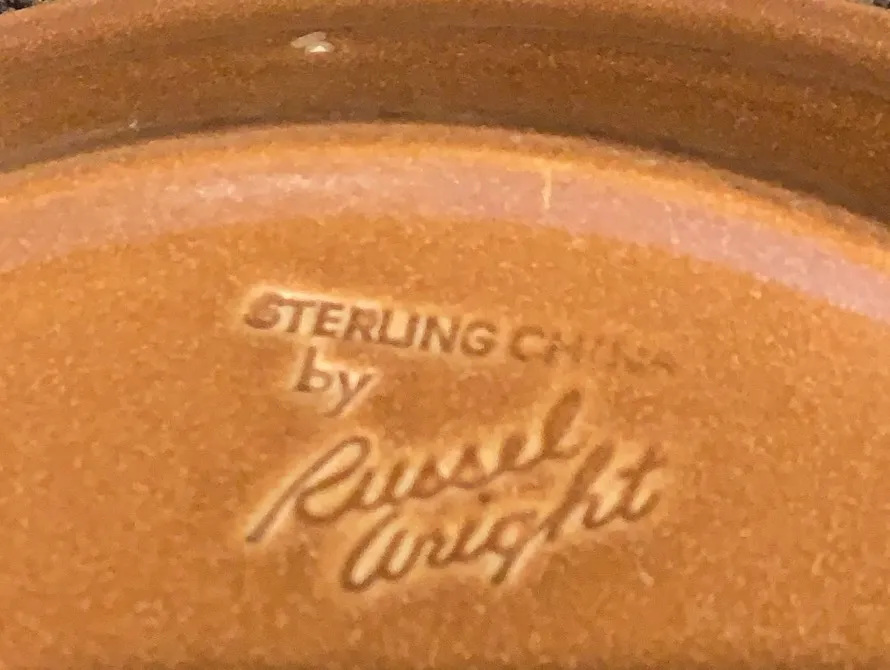 STERLING CHINA
by
Russel
Wright